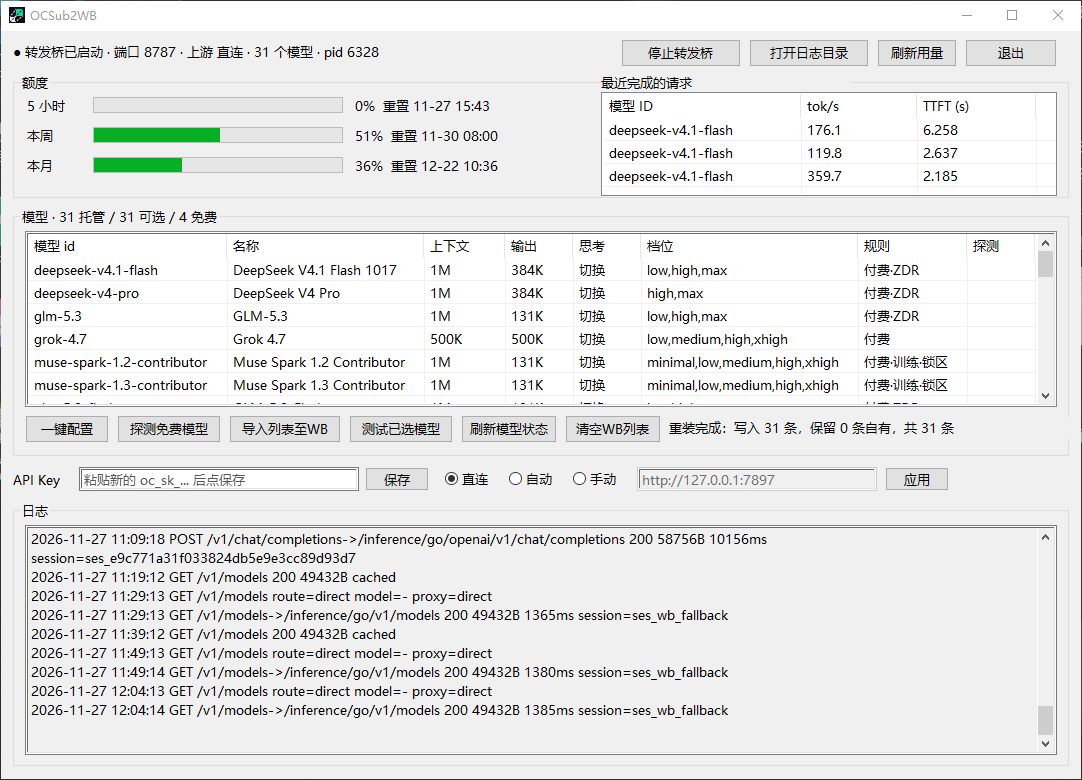 OCSub2WB
● 转发桥已启动 · 端口 8787 · 上游 直连 · 31 个模型 · pid 6328
停止转发桥 打开日志目录 刷新用量 退出
额度
5 小时 0% 重置 11-27 15:43
本周 51% 重置 11-30 08:00
本月 36% 重置 12-22 10:36
最近完成的请求
模型 ID tok/s TTFT (s)
deepseek-v4.1-flash 176.1 6.258
deepseek-v4.1-flash 119.8 2.637
deepseek-v4.1-flash 359.7 2.185
模型 · 31 托管 / 31 可选 / 4 免费
模型 id 名称 上下文 输出 思考 档位 规则 探测
deepseek-v4.1-flash DeepSeek V4.1 Flash 1017 1M 384K 切换 low,high,max 付费·ZDR
deepseek-v4-pro DeepSeek V4 Pro 1M 384K 切换 high,max 付费·ZDR
glm-5.3 GLM-5.3 1M 131K 切换 low,high,max 付费·ZDR
grok-4.7 Grok 4.7 500K 500K 切换 low,medium,high,xhigh 付费
muse-spark-1.2-contributor Muse Spark 1.2 Contributor 1M 131K 切换 minimal,low,medium,high,xhigh 付费·训练·锁区
muse-spark-1.3-contributor Muse Spark 1.3 Contributor 1M 131K 切换 minimal,low,medium,high,xhigh 付费·训练·锁区
一键配置 探测免费模型 导入列表至WB 测试已选模型 刷新模型状态 清空WB列表 重装完成：写入 31 条，保留 0 条自有，共 31 条
API Key 粘贴新的 oc_sk_... 后点保存 保存 直连 自动 手动 http://127.0.0.1:7897 应用
日志
2026-11-27 11:09:18 POST /v1/chat/completions->/inference/go/openai/v1/chat/completions 200 58756B 10156ms
session=ses_e9c771a31f033824db5e9e3cc89d93d7
2026-11-27 11:19:12 GET /v1/models 200 49432B cached
2026-11-27 11:29:13 GET /v1/models route=direct model=- proxy=direct
2026-11-27 11:29:13 GET /v1/models->/inference/go/v1/models 200 49432B 1365ms session=ses_wb_fallback
2026-11-27 11:39:12 GET /v1/models 200 49432B cached
2026-11-27 11:49:13 GET /v1/models route=direct model=- proxy=direct
2026-11-27 11:49:14 GET /v1/models->/inference/go/v1/models 200 49432B 1380ms session=ses_wb_fallback
2026-11-27 12:04:13 GET /v1/models route=direct model=- proxy=direct
2026-11-27 12:04:14 GET /v1/models->/inference/go/v1/models 200 49432B 1385ms session=ses_wb_fallback